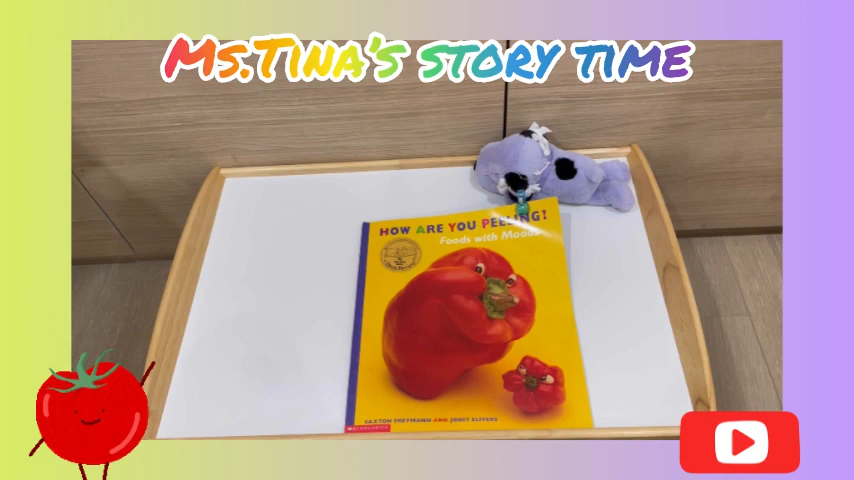 Ms.Tina's story time
HOW ARE YOU PEELING?
Foods with Moods
SAXTON FREYMANN AND JOOST ELFFERS
SCHOLASTIC